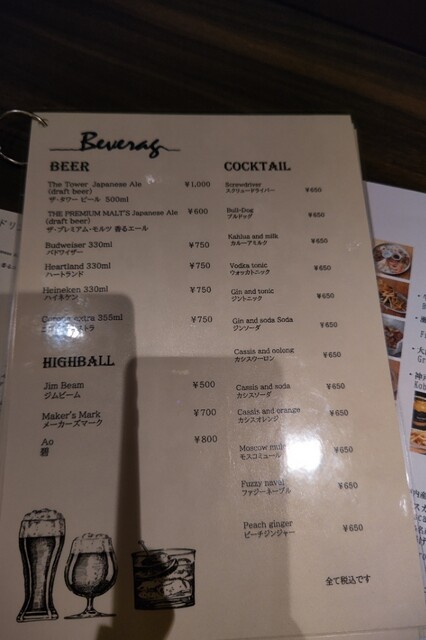 Beverag
BEER
The Tower Japanese Ale ¥1,000
(draft beer)
ザ・タワー ビール 500ml
THE PREMIUM MALT'S Japanese Ale ¥600
(draft beer)
ザ・プレミアム・モルツ 香るエール
Budweiser 330ml ¥750
バドワイザー
Heartland 330ml ¥750
ハートランド
Heineken 330ml ¥750
ハイネケン
extra 355ml ¥750
HIGHBALL
Jim Beam ¥500
ジムビーム
Maker's Mark ¥700
メーカーズマーク
Ao ¥800
碧
COCKTAIL
Screwdriver ¥650
スクリュードライバー
Bull-Dog ¥650
ブルドッグ
Kahlua and milk ¥650
カルーアミルク
Vodka tonic ¥650
ウォッカトニック
Gin and tonic ¥650
ジントニック
Gin and soda Soda ¥650
ジンソーダ
Cassis and oolong ¥650
カシスウーロン
Cassis and soda ¥650
カシスソーダ
Cassis and orange ¥650
カシスオレンジ
Moscow mule ¥650
モスコミュール
Fuzzy navel ¥650
ファジーネーブル
Peach ginger ¥650
ピーチジンジャー
全て税込です